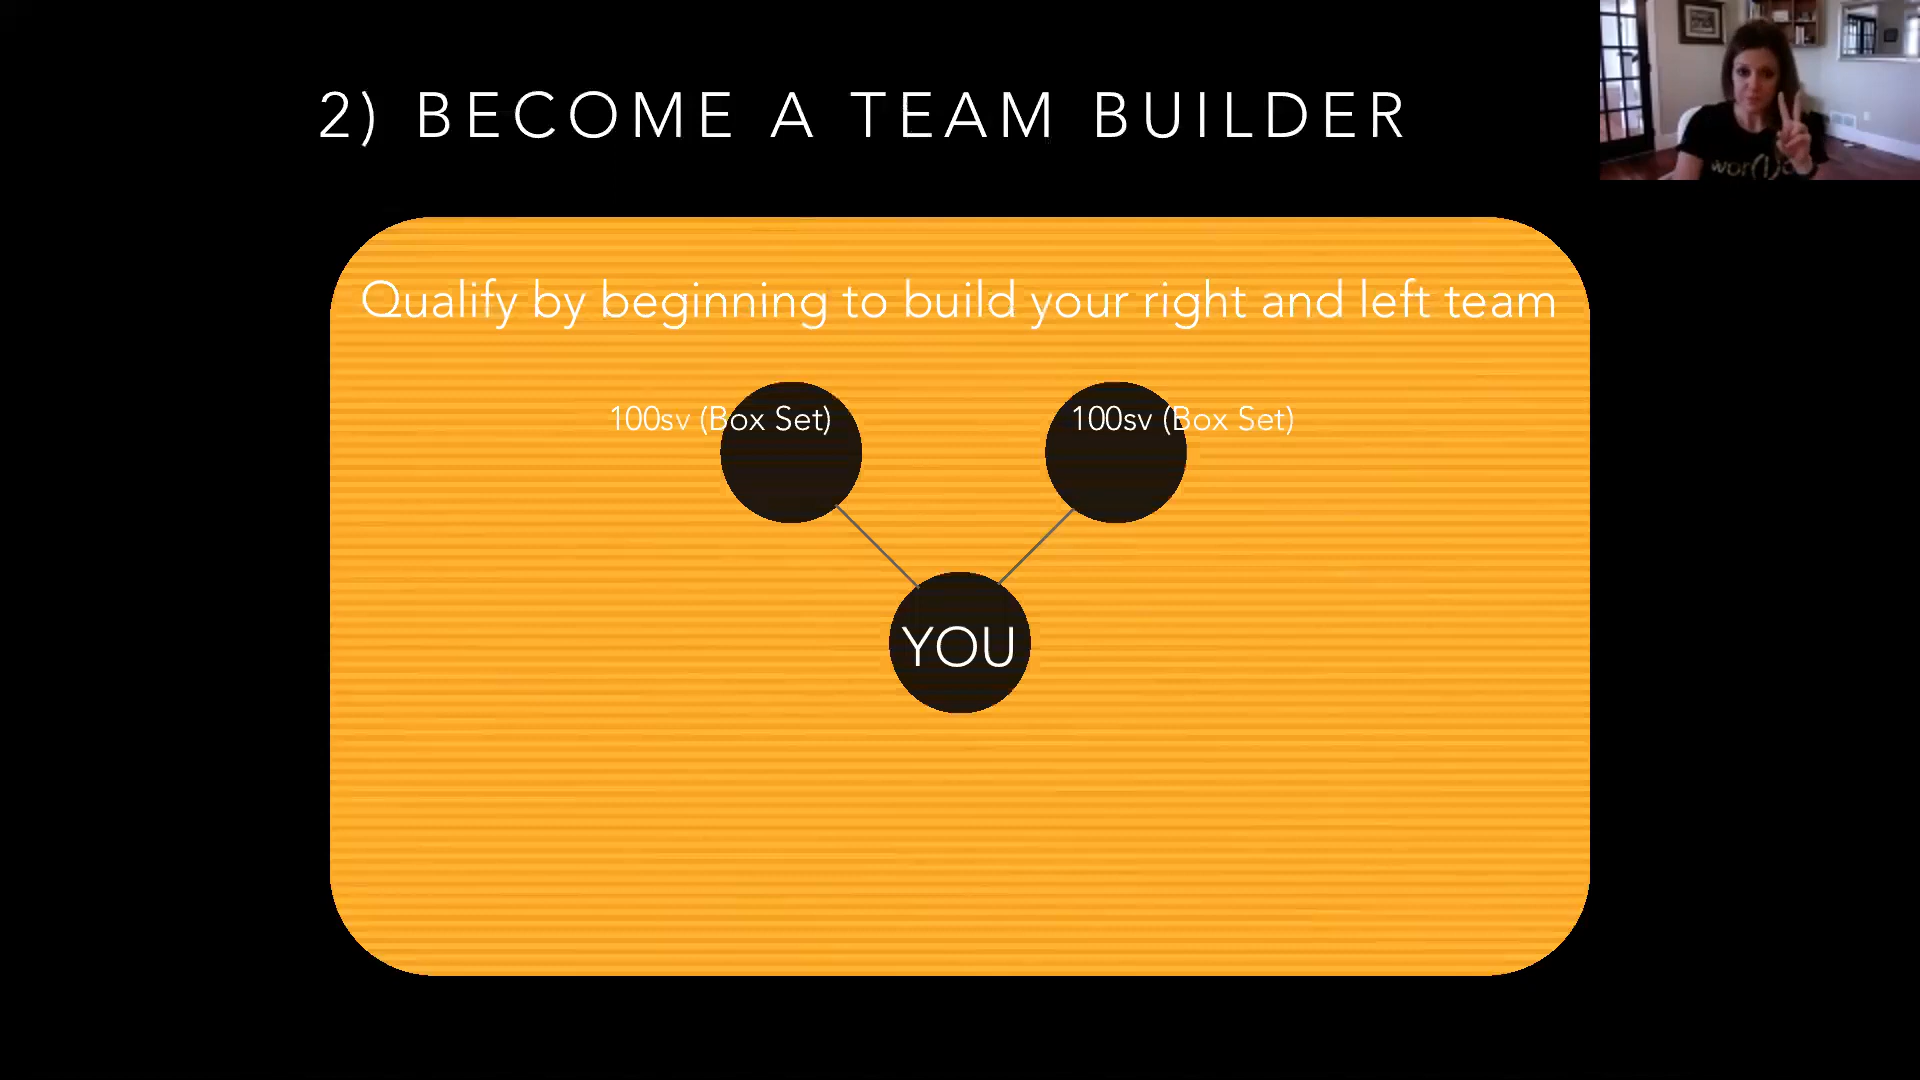 2) BECOME A TEAM BUILDER
Qualify by beginning to build your right and left team
100sv (Box Set)
100sv (Box Set)
YOU